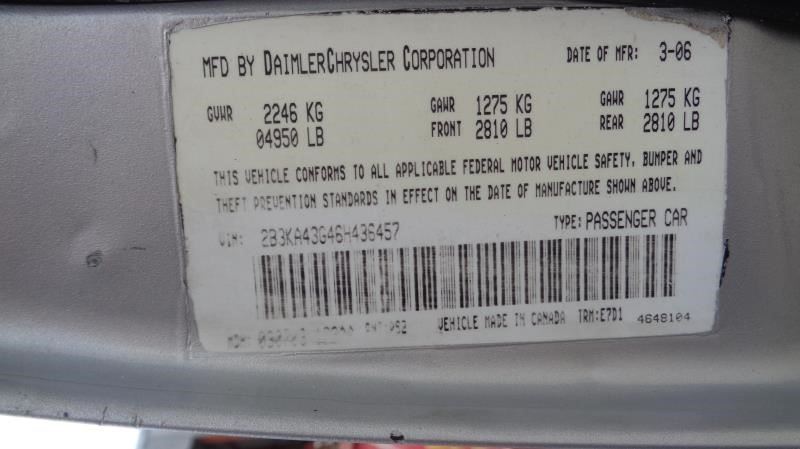 MFD BY DAIMLERCHRYSLER CORPORATION DATE OF MFR: 3-06
GVWR 2246 KG GAWR 1275 KG GAWR 1275 KG
04950 LB FRONT 2810 LB REAR 2810 LB
THIS VEHICLE CONFORMS TO ALL APPLICABLE FEDERAL MOTOR VEHICLE SAFETY, BUMPER AND
THEFT PREVENTION STANDARDS IN EFFECT ON THE DATE OF MANUFACTURE SHOWN ABOVE.
VIN: 2B3KA43G46H436457 TYPE: PASSENGER CAR
MDH: VEHICLE MADE IN CANADA TRM:E7D1 4648104